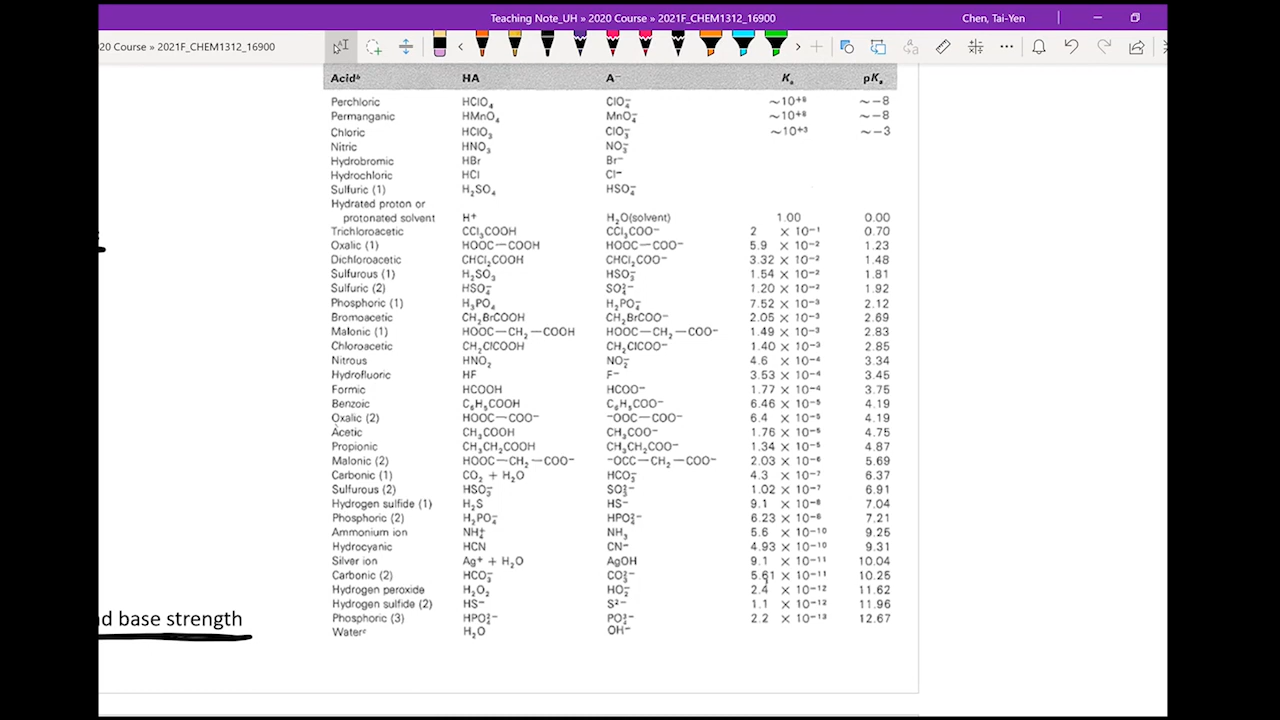 Teaching Note_UH » 2020 Course » 2021F_CHEM1312_16900 Chen, Tai-Yen
20 Course » 2021F_CHEM1312_16900
Acid HA A⁻ Kₐ pKₐ
Perchloric HClO₄ ClO₄⁻ ~10⁺⁸ ~−8
Permanganic HMnO₄ MnO₄⁻ ~10⁺⁸ ~−8
Chloric HClO₃ ClO₃⁻ ~10⁺³ ~−3
Nitric HNO₃ NO₃⁻
Hydrobromic HBr Br⁻
Hydrochloric HCl Cl⁻
Sulfuric (1) H₂SO₄ HSO₄⁻
Hydrated proton or
protonated solvent H⁺ H₂O(solvent) 1.00 0.00
Trichloroacetic CCl₃COOH CCl₃COO⁻ 2 × 10⁻¹ 0.70
Oxalic (1) HOOC—COOH HOOC—COO⁻ 5.9 × 10⁻² 1.23
Dichloroacetic CHCl₂COOH CHCl₂COO⁻ 3.32 × 10⁻² 1.48
Sulfurous (1) H₂SO₃ HSO₃⁻ 1.54 × 10⁻² 1.81
Sulfuric (2) HSO₄⁻ SO₄²⁻ 1.20 × 10⁻² 1.92
Phosphoric (1) H₃PO₄ H₂PO₄⁻ 7.52 × 10⁻³ 2.12
Bromoacetic CH₂BrCOOH CH₂BrCOO⁻ 2.05 × 10⁻³ 2.69
Malonic (1) HOOC—CH₂—COOH HOOC—CH₂—COO⁻ 1.49 × 10⁻³ 2.83
Chloroacetic CH₂ClCOOH CH₂ClCOO⁻ 1.40 × 10⁻³ 2.85
Nitrous HNO₂ NO₂⁻ 4.6 × 10⁻⁴ 3.34
Hydrofluoric HF F⁻ 3.53 × 10⁻⁴ 3.45
Formic HCOOH HCOO⁻ 1.77 × 10⁻⁴ 3.75
Benzoic C₆H₅COOH C₆H₅COO⁻ 6.46 × 10⁻⁵ 4.19
Oxalic (2) HOOC—COO⁻ ⁻OOC—COO⁻ 6.4 × 10⁻⁵ 4.19
Acetic CH₃COOH CH₃COO⁻ 1.76 × 10⁻⁵ 4.75
Propionic CH₃CH₂COOH CH₃CH₂COO⁻ 1.34 × 10⁻⁵ 4.87
Malonic (2) HOOC—CH₂—COO⁻ ⁻OCC—CH₂—COO⁻ 2.03 × 10⁻⁶ 5.69
Carbonic (1) CO₂ + H₂O HCO₃⁻ 4.3 × 10⁻⁷ 6.37
Sulfurous (2) HSO₃⁻ SO₃²⁻ 1.02 × 10⁻⁷ 6.91
Hydrogen sulfide (1) H₂S HS⁻ 9.1 × 10⁻⁸ 7.04
Phosphoric (2) H₂PO₄⁻ HPO₄²⁻ 6.23 × 10⁻⁸ 7.21
Ammonium ion NH₄⁺ NH₃ 5.6 × 10⁻¹⁰ 9.25
Hydrocyanic HCN CN⁻ 4.93 × 10⁻¹⁰ 9.31
Silver ion Ag⁺ + H₂O AgOH 9.1 × 10⁻¹¹ 10.04
Carbonic (2) HCO₃⁻ CO₃²⁻ 5.61 × 10⁻¹¹ 10.25
Hydrogen peroxide H₂O₂ HO₂⁻ 2.4 × 10⁻¹² 11.62
Hydrogen sulfide (2) HS⁻ S²⁻ 1.1 × 10⁻¹² 11.96
Phosphoric (3) HPO₄²⁻ PO₄³⁻ 2.2 × 10⁻¹³ 12.67
Waterᶜ H₂O OH⁻
nd base strength